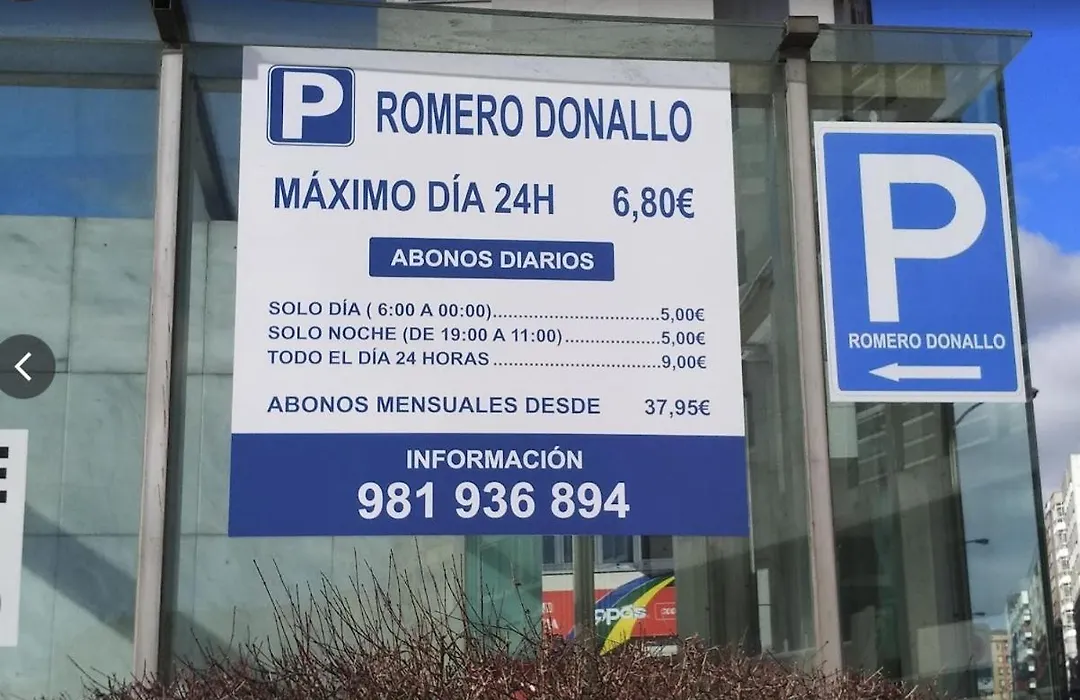 P ROMERO DONALLO
MÁXIMO DÍA 24H 6,80€
ABONOS DIARIOS
SOLO DÍA ( 6:00 A 00:00)..............................5,00€
SOLO NOCHE (DE 19:00 A 11:00).................5,00€
TODO EL DÍA 24 HORAS..............................9,00€
ABONOS MENSUALES DESDE 37,95€
INFORMACIÓN
981 936 894
P
ROMERO DONALLO